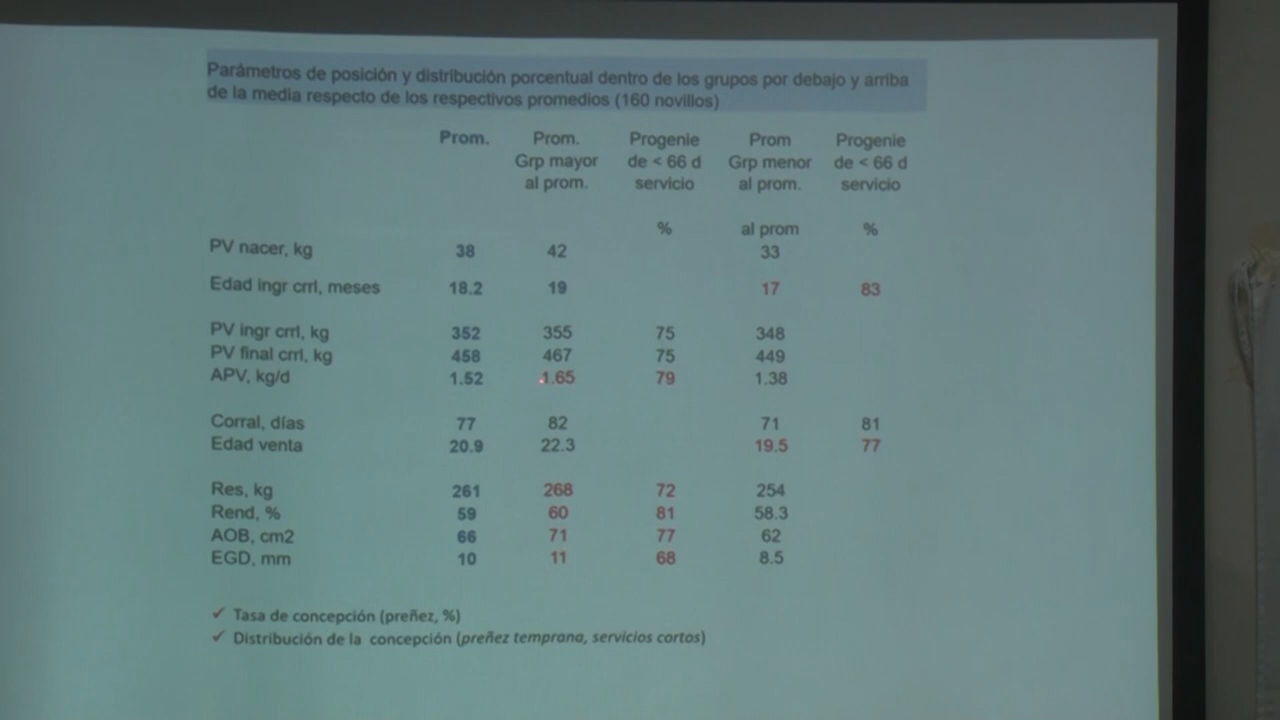 Parámetros de posición y distribución porcentual dentro de los grupos por debajo y arriba
de la media respecto de los respectivos promedios (160 novillos)
Prom. Prom. Progenie Prom Progenie
Grp mayor de < 66 d Grp menor de < 66 d
al prom. servicio al prom. servicio
% al prom %
PV nacer, kg 38 42 33
Edad ingr crrl, meses 18.2 19 17 83
PV ingr crrl, kg 352 355 75 348
PV final crrl, kg 458 467 75 449
APV, kg/d 1.52 1.65 79 1.38
Corral, días 77 82 71 81
Edad venta 20.9 22.3 19.5 77
Res, kg 261 268 72 254
Rend, % 59 60 81 58.3
AOB, cm2 66 71 77 62
EGD, mm 10 11 68 8.5
✓ Tasa de concepción (preñez, %)
✓ Distribución de la concepción (preñez temprana, servicios cortos)